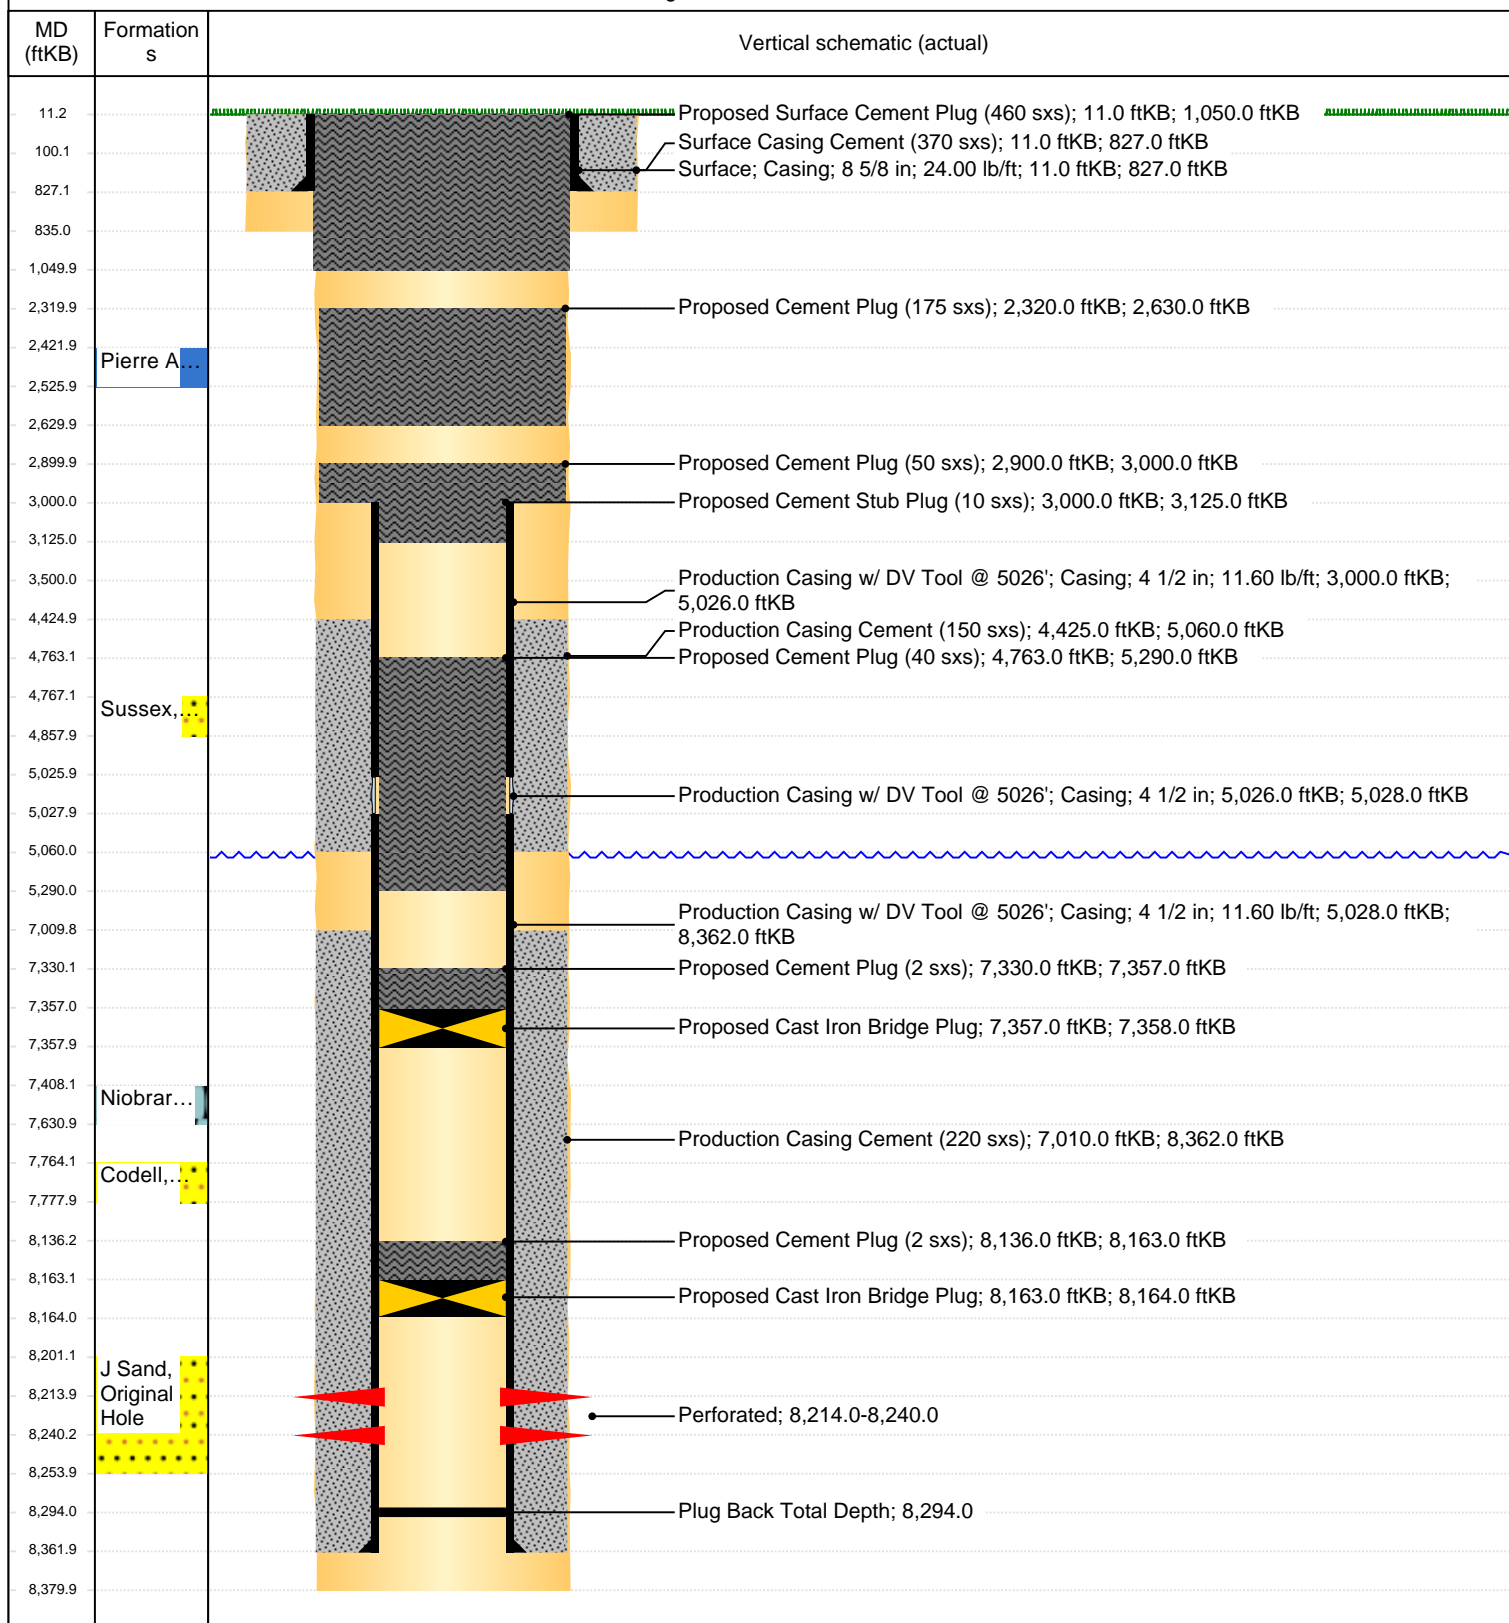 MD
(ftKB)
Formation
s
Vertical schematic (actual)
11.2
Proposed Surface Cement Plug (460 sxs); 11.0 ftKB; 1,050.0 ftKB
Surface Casing Cement (370 sxs); 11.0 ftKB; 827.0 ftKB
100.1
Surface; Casing; 8 5/8 in; 24.00 lb/ft; 11.0 ftKB; 827.0 ftKB
827.1
835.0
1,049.9
2,319.9
Proposed Cement Plug (175 sxs); 2,320.0 ftKB; 2,630.0 ftKB
2,421.9
Pierre A…
2,525.9
2,629.9
2,899.9
Proposed Cement Plug (50 sxs); 2,900.0 ftKB; 3,000.0 ftKB
3,000.0
Proposed Cement Stub Plug (10 sxs); 3,000.0 ftKB; 3,125.0 ftKB
3,125.0
3,500.0
Production Casing w/ DV Tool @ 5026'; Casing; 4 1/2 in; 11.60 lb/ft; 3,000.0 ftKB;
5,026.0 ftKB
4,424.9
Production Casing Cement (150 sxs); 4,425.0 ftKB; 5,060.0 ftKB
4,763.1
Proposed Cement Plug (40 sxs); 4,763.0 ftKB; 5,290.0 ftKB
4,767.1
Sussex,…
4,857.9
5,025.9
Production Casing w/ DV Tool @ 5026'; Casing; 4 1/2 in; 5,026.0 ftKB; 5,028.0 ftKB
5,027.9
5,060.0
5,290.0
Production Casing w/ DV Tool @ 5026'; Casing; 4 1/2 in; 11.60 lb/ft; 5,028.0 ftKB;
8,362.0 ftKB
7,009.8
7,330.1
Proposed Cement Plug (2 sxs); 7,330.0 ftKB; 7,357.0 ftKB
7,357.0
Proposed Cast Iron Bridge Plug; 7,357.0 ftKB; 7,358.0 ftKB
7,357.9
7,408.1
Niobrar…
7,630.9
Production Casing Cement (220 sxs); 7,010.0 ftKB; 8,362.0 ftKB
7,764.1
Codell,…
7,777.9
8,136.2
Proposed Cement Plug (2 sxs); 8,136.0 ftKB; 8,163.0 ftKB
8,163.1
Proposed Cast Iron Bridge Plug; 8,163.0 ftKB; 8,164.0 ftKB
8,164.0
8,201.1
J Sand,
Original
Hole
8,213.9
Perforated; 8,214.0-8,240.0
8,240.2
8,253.9
8,294.0
Plug Back Total Depth; 8,294.0
8,361.9
8,379.9